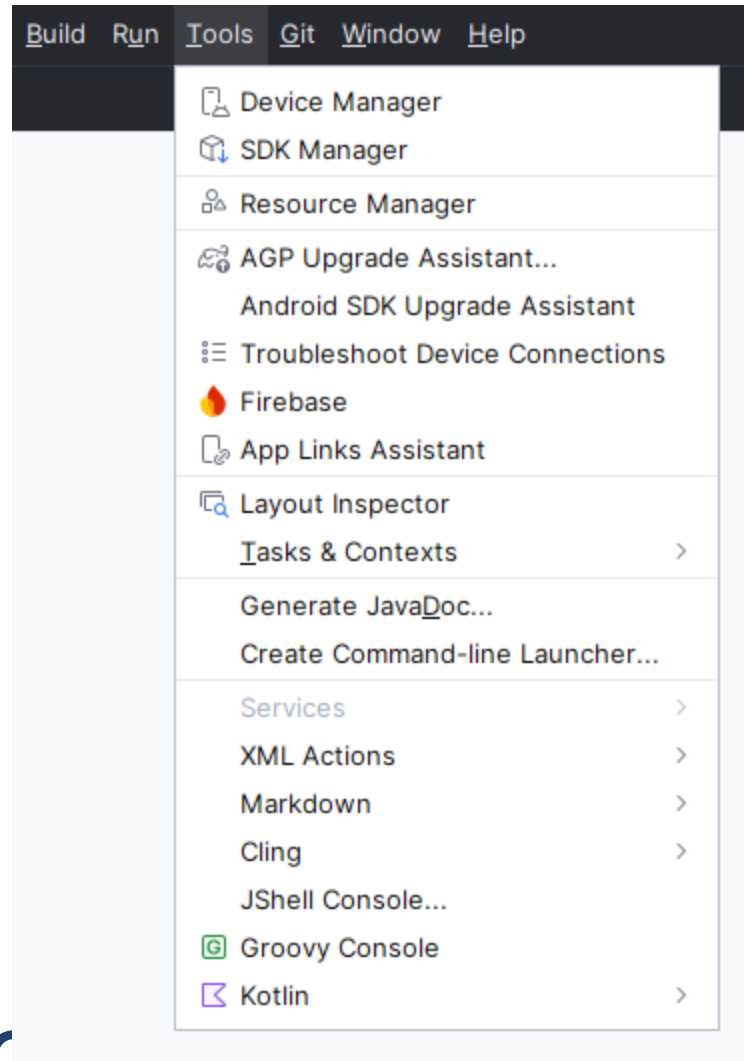 Build Run Tools Git Window Help
Device Manager
SDK Manager
Resource Manager
AGP Upgrade Assistant...
Android SDK Upgrade Assistant
Troubleshoot Device Connections
Firebase
App Links Assistant
Layout Inspector
Tasks & Contexts
Generate JavaDoc...
Create Command-line Launcher...
Services
XML Actions
Markdown
Cling
JShell Console...
G Groovy Console
Kotlin